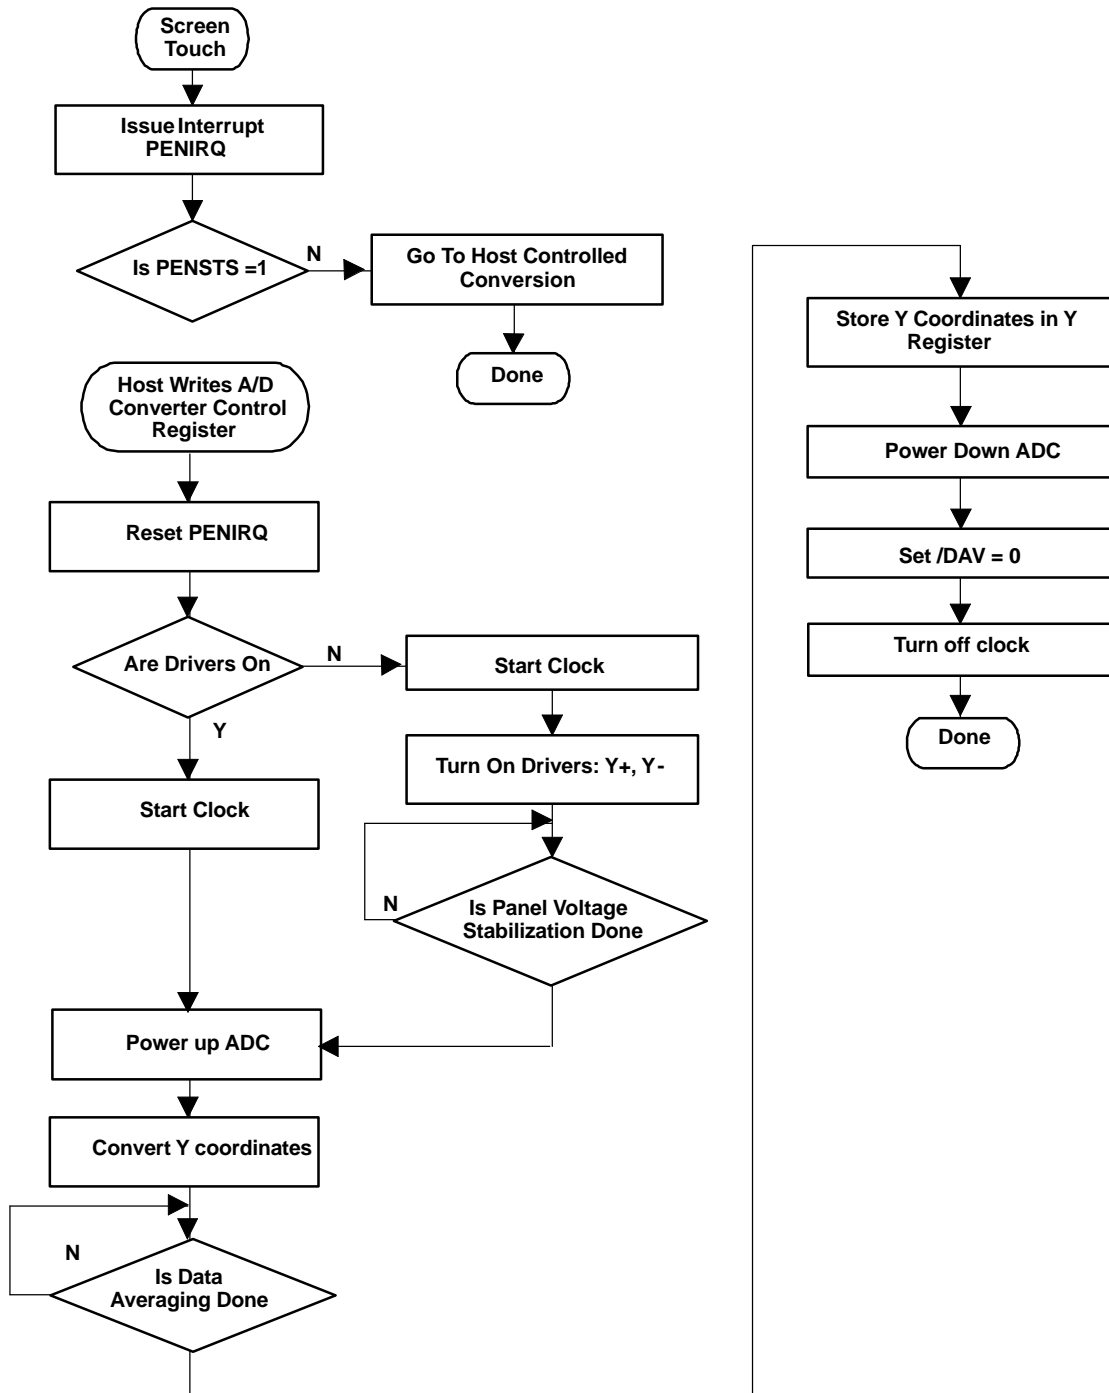 Screen
Touch
Issue Interrupt
PENIRQ
Is PENSTS =1
N
Go To Host Controlled
Conversion
Done
Host Writes A/D
Converter Control
Register
Reset PENIRQ
Are Drivers On
N
Y
Start Clock
Turn On Drivers: Y+, Y-
Start Clock
N
Is Panel Voltage
Stabilization Done
Power up ADC
Convert Y coordinates
N
Is Data
Averaging Done
Store Y Coordinates in Y
Register
Power Down ADC
Set /DAV = 0
Turn off clock
Done